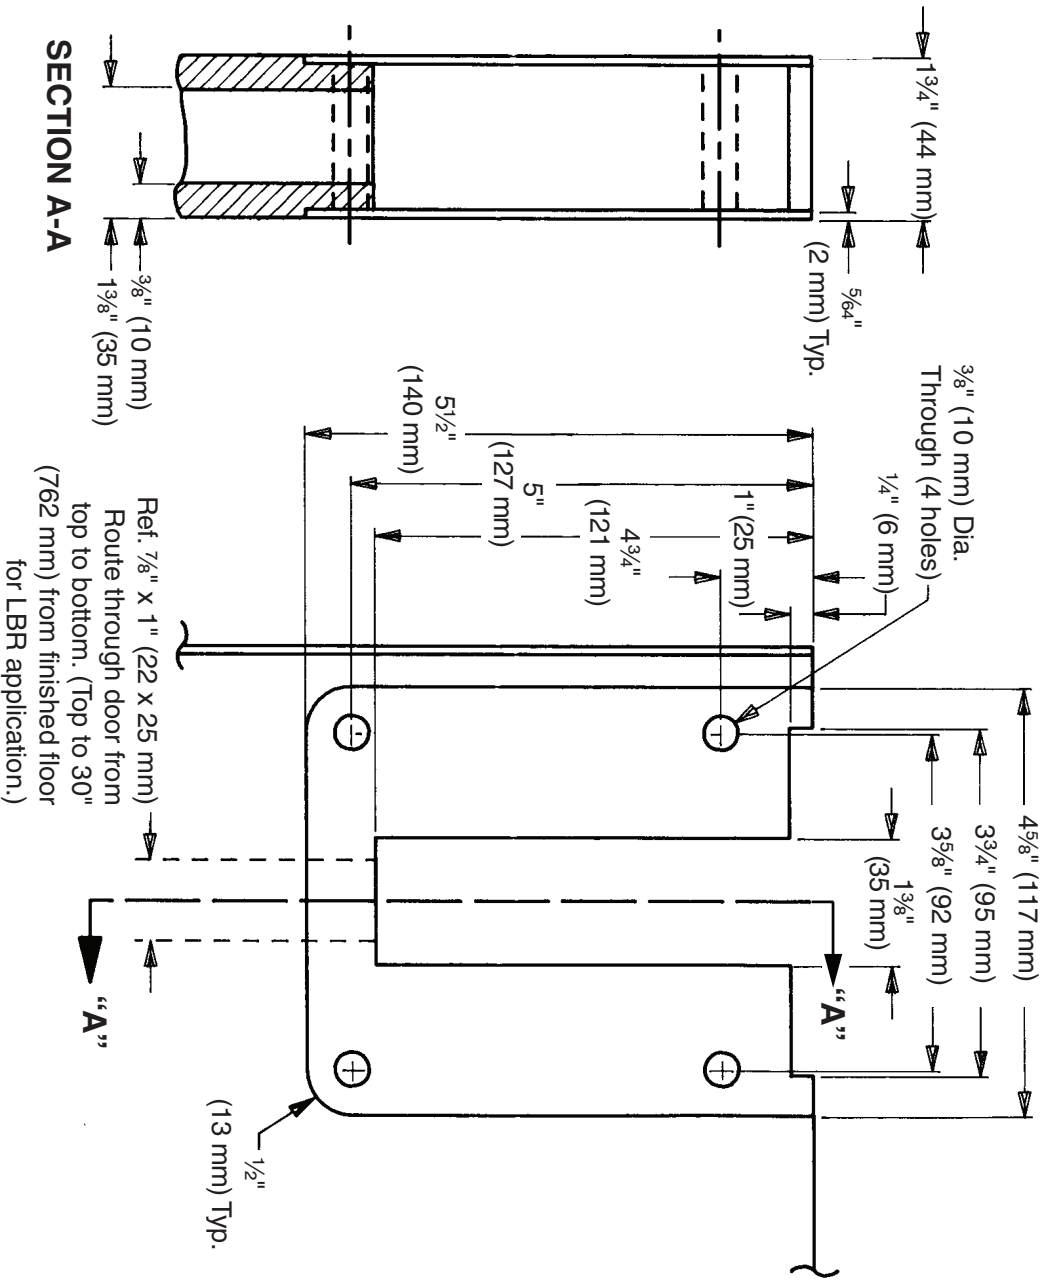 4⅝" (117 mm)
3¾" (95 mm)
3⅝" (92 mm)
1⅜"
(35 mm)
"A"
1¾" (44 mm)
5⁄64"
(2 mm) Typ.
⅜" (10 mm) Dia.
Through (4 holes)
¼" (6 mm)
1" (25 mm)
4¾"
(121 mm)
5"
(127 mm)
5½"
(140 mm)
½"
(13 mm) Typ.
⅜" (10 mm)
1⅜" (35 mm)
Ref. ⅞" x 1" (22 x 25 mm)
Route through door from
top to bottom. (Top to 30"
(762 mm) from finished floor
for LBR application.)
"A"
SECTION A-A